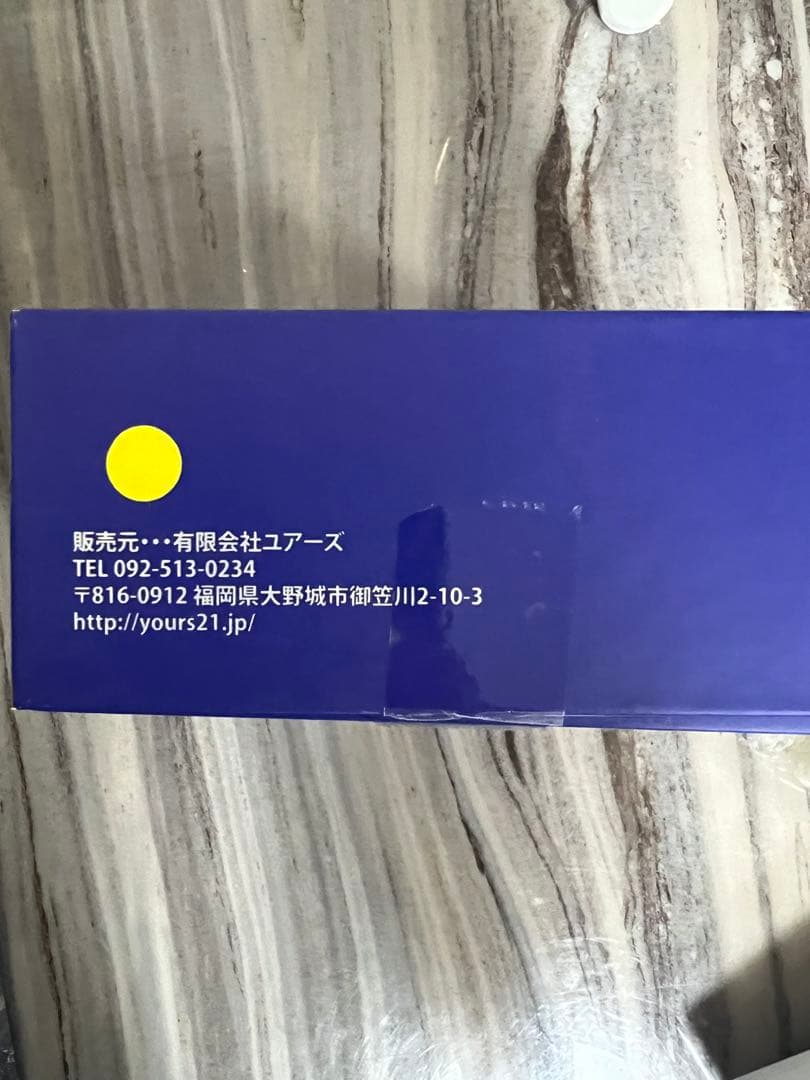 販売元・・・有限会社ユアーズ
TEL 092-513-0234
〒816-0912 福岡県大野城市御笠川2-10-3
http://yours21.jp/